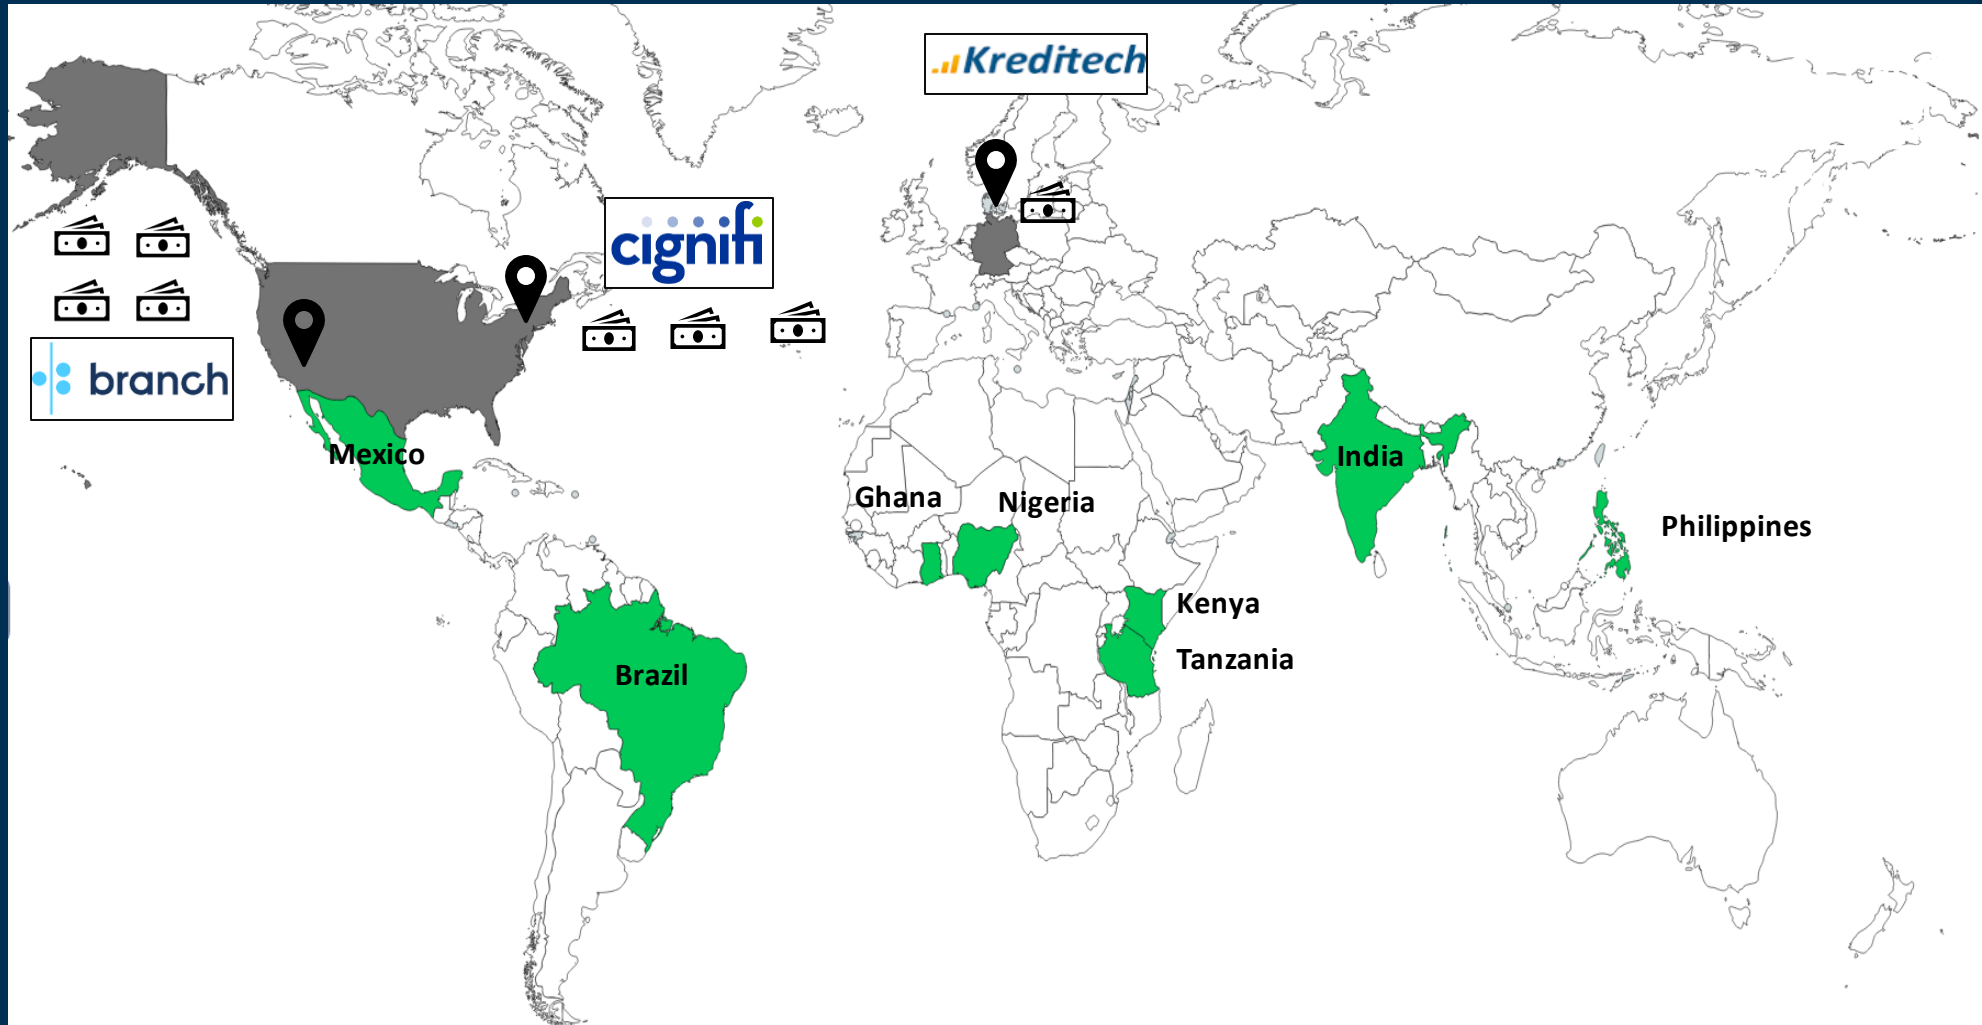 Kreditech
cignifi
branch
Mexico
India
Ghana
Nigeria
Philippines
Kenya
Tanzania
Brazil